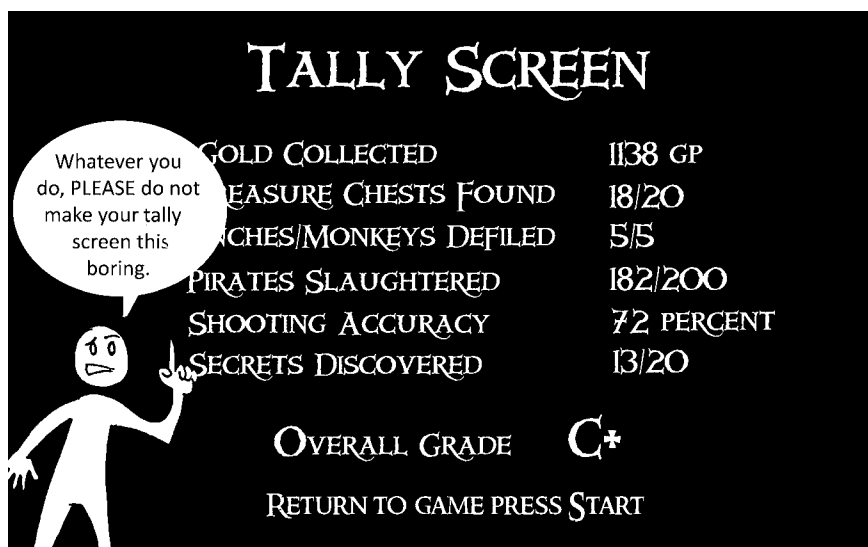 TALLY SCREEN
Whatever you
do, PLEASE do not
make your tally
screen this
boring.
GOLD COLLECTED 1138 GP
CHESTS FOUND 18/20
MONKEYS DEFILED 5/5
PIRATES SLAUGHTERED 182/200
SHOOTING ACCURACY 72 PERCENT
SECRETS DISCOVERED 13/20
OVERALL GRADE C+
RETURN TO GAME PRESS START